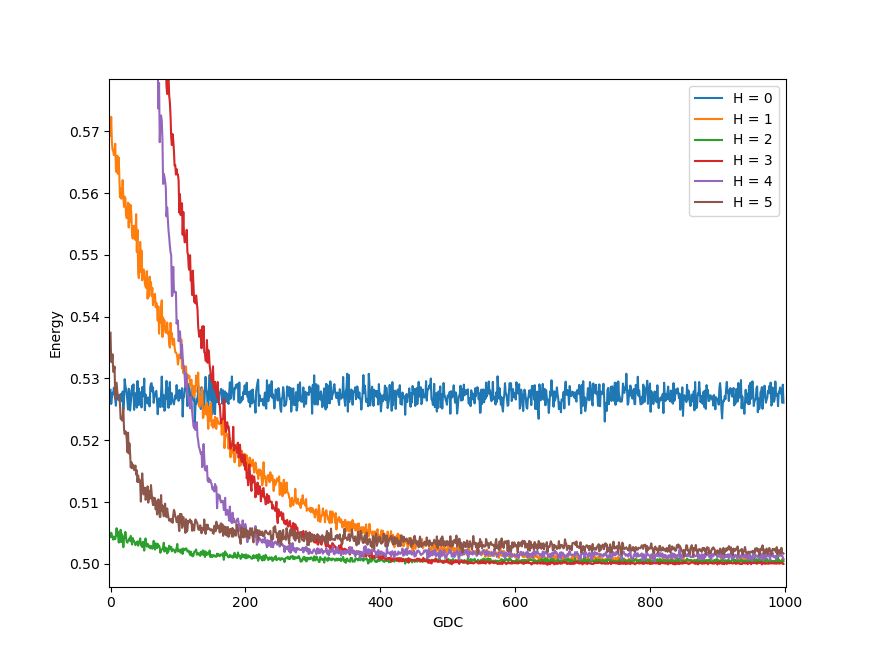 H = 0
H = 1
H = 2
H = 3
H = 4
H = 5
0.57
0.56
0.55
0.54
0.53
0.52
0.51
0.50
Energy
0 200 400 600 800 1000
GDC